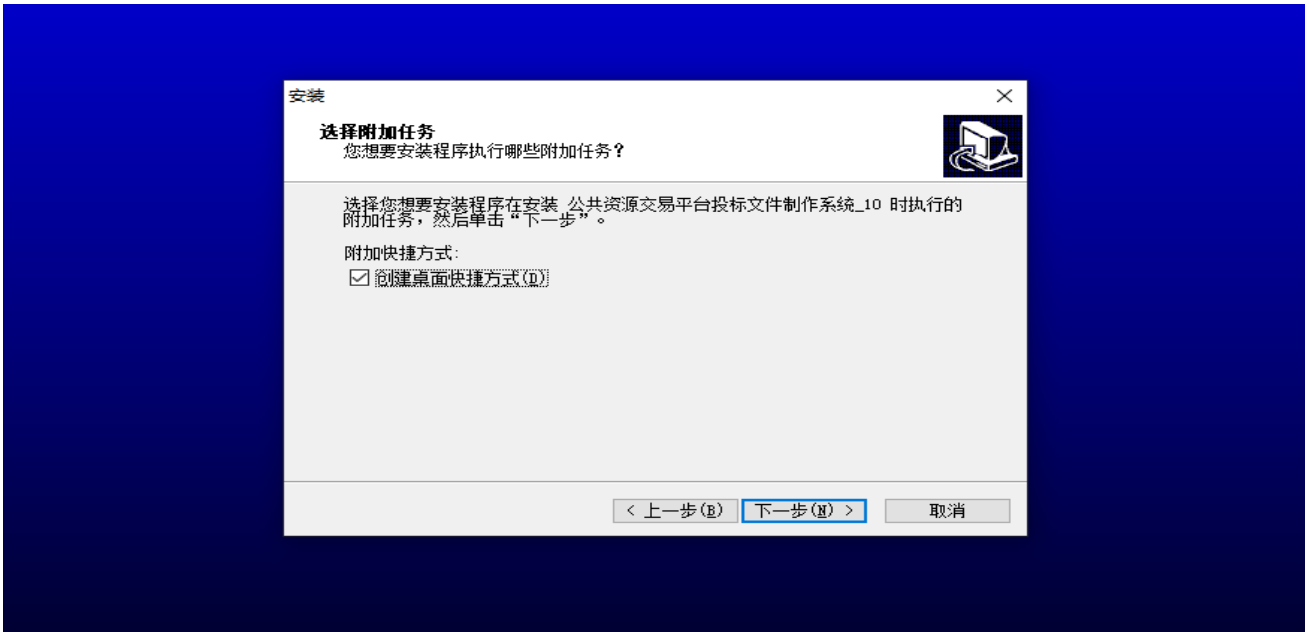 安装
选择附加任务
您想要安装程序执行哪些附加任务？
选择您想要安装程序在安装 公共资源交易平台投标文件制作系统_10 时执行的
附加任务，然后单击“下一步”。
附加快捷方式:
创建桌面快捷方式(D)
< 上一步(B) 下一步(N) > 取消